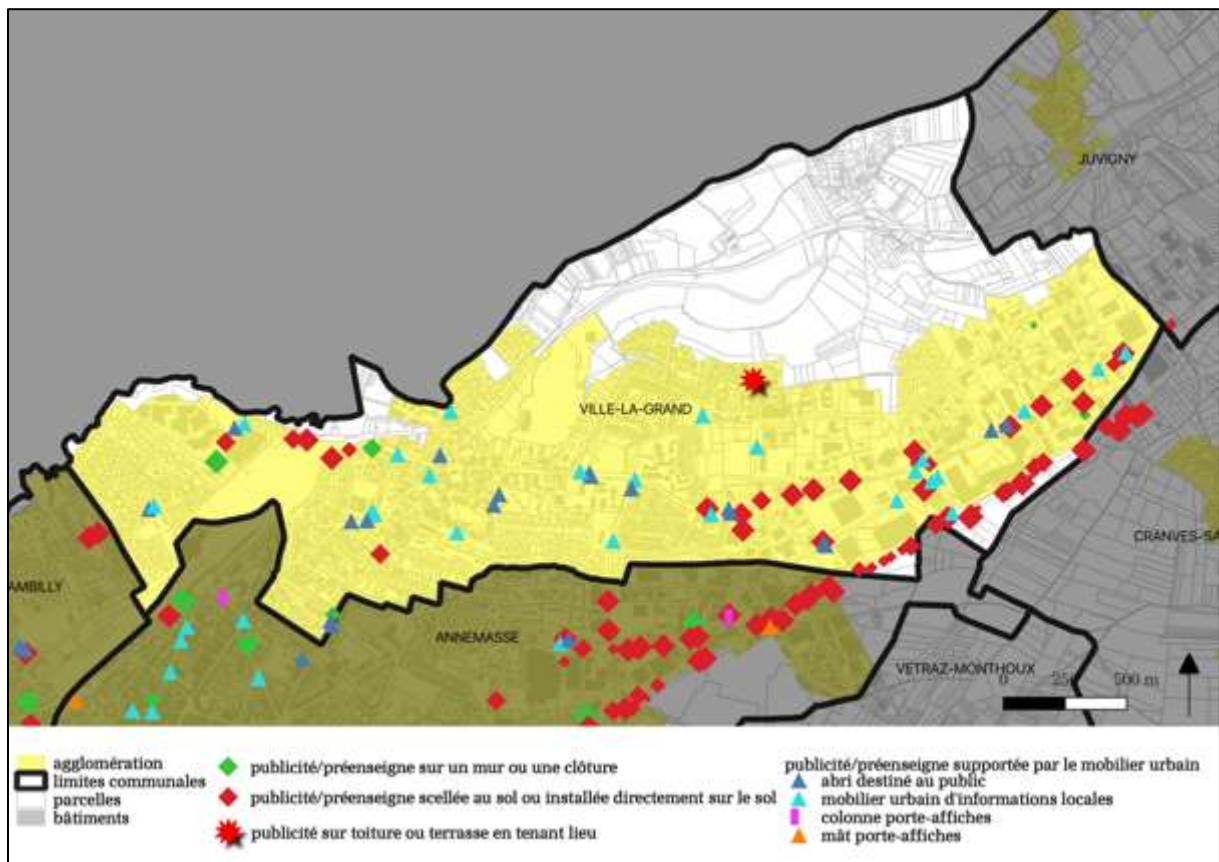 JUVIGNY
VILLE-LA-GRAND
CRANVES-SA
AMBILLY
ANNEMASSE
VETRAZ-MONTHOUX
0 250 500 m
agglomération
limites communales
parcelles
bâtiments
publicité/préenseigne sur un mur ou une clôture
publicité/préenseigne scellée au sol ou installée directement sur le sol
publicité sur toiture ou terrasse en tenant lieu
publicité/préenseigne supportée par le mobilier urbain
abri destiné au public
mobilier urbain d'informations locales
colonne porte-affiches
mât porte-affiches